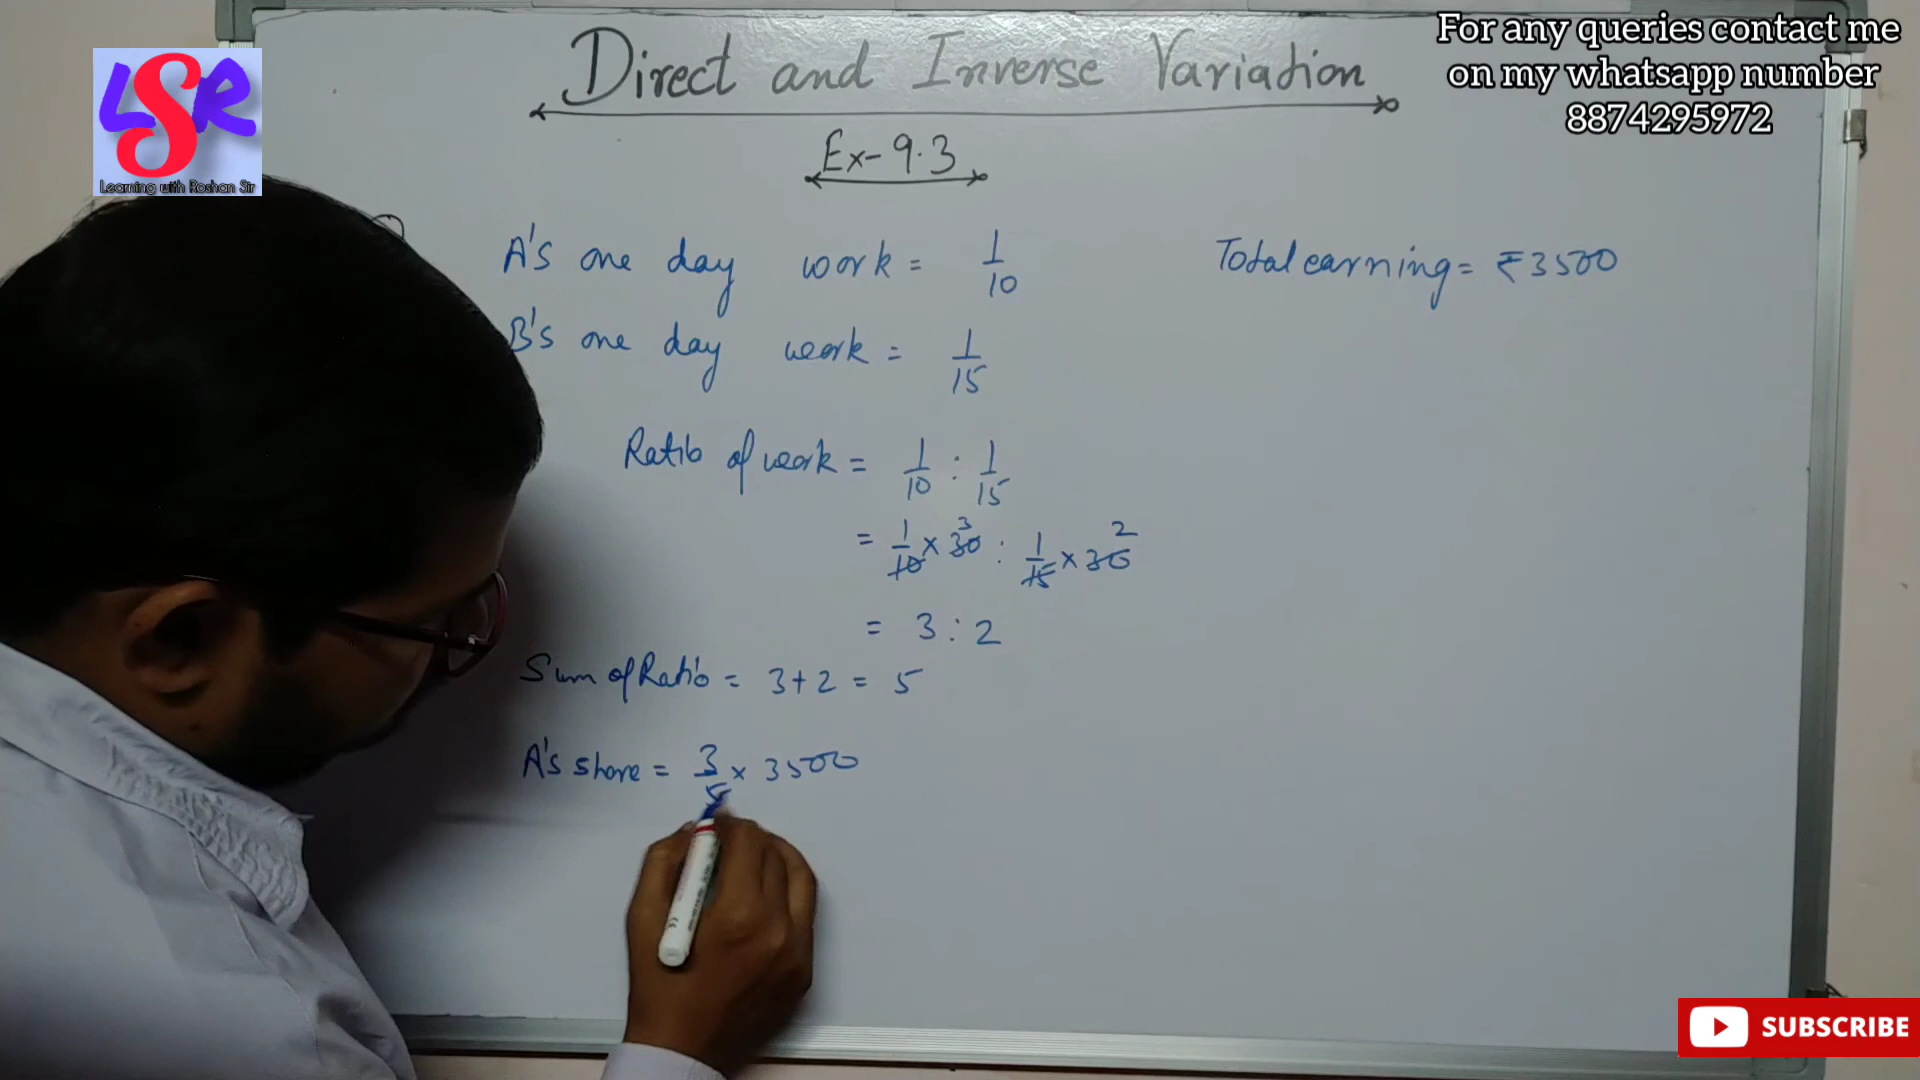 LSR
Learning with Roshan Sir
For any queries contact me
on my whatsapp number
8874295972
Direct and Inverse Variation
Ex-9.3
A's one day work = 1/10
Total earning = ₹3500
B's one day work = 1/15
Ratio of work = 1/10 : 1/15
= 1/10 × 30 3 : 1/15 × 30 2
= 3 : 2
Sum of Ratio = 3+2 = 5
A's share = 3/5 × 3500
SUBSCRIBE